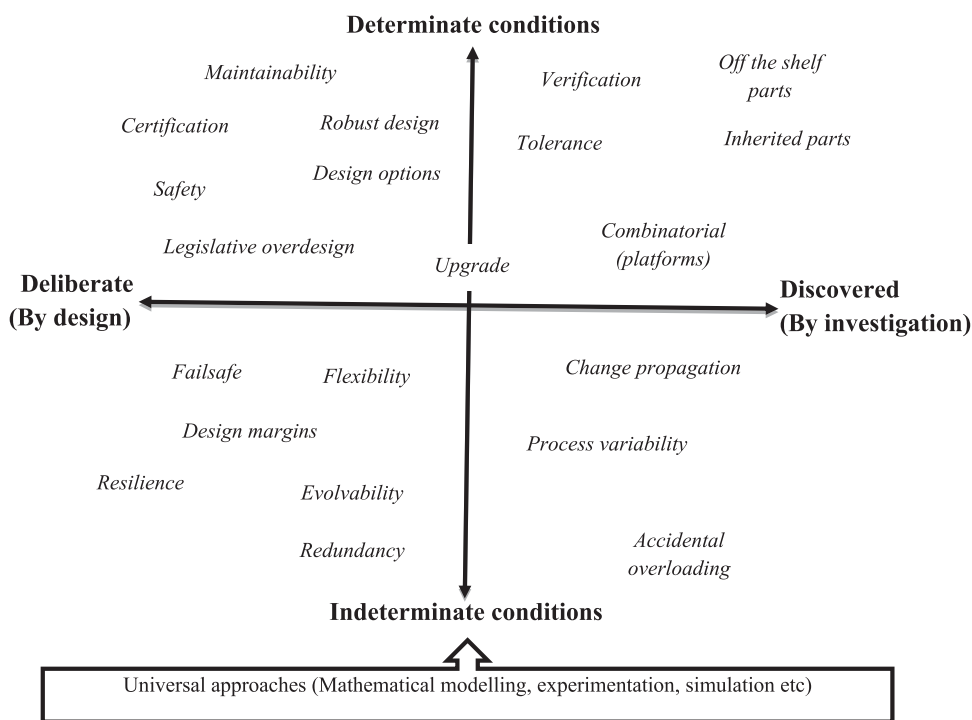 Determinate conditions
Maintainability
Verification
Off the shelf
parts
Certification
Robust design
Tolerance
Inherited parts
Design options
Safety
Legislative overdesign
Combinatorial
(platforms)
Upgrade
Deliberate
(By design)
Discovered
(By investigation)
Failsafe
Flexibility
Change propagation
Design margins
Process variability
Resilience
Evolvability
Redundancy
Accidental
overloading
Indeterminate conditions
Universal approaches (Mathematical modelling, experimentation, simulation etc)